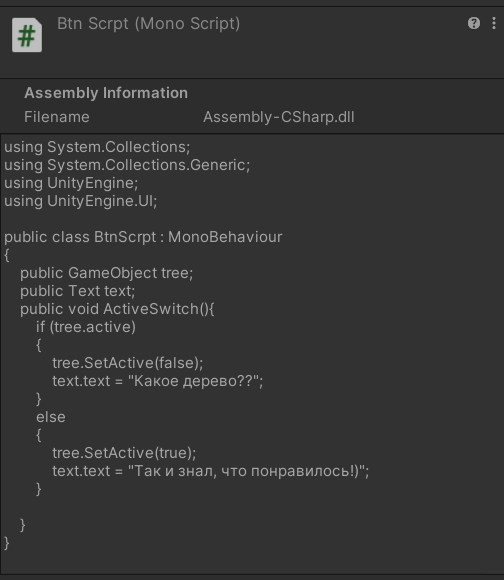 Btn Scrpt (Mono Script)
Assembly Information
Filename Assembly-CSharp.dll
using System.Collections;
using System.Collections.Generic;
using UnityEngine;
using UnityEngine.UI;

public class BtnScrpt : MonoBehaviour
{
    public GameObject tree;
    public Text text;
    public void ActiveSwitch(){
        if (tree.active)
        {
            tree.SetActive(false);
            text.text = "Какое дерево??";
        }
        else
        {
            tree.SetActive(true);
            text.text = "Так и знал, что понравилось!)";
        }

    }
}